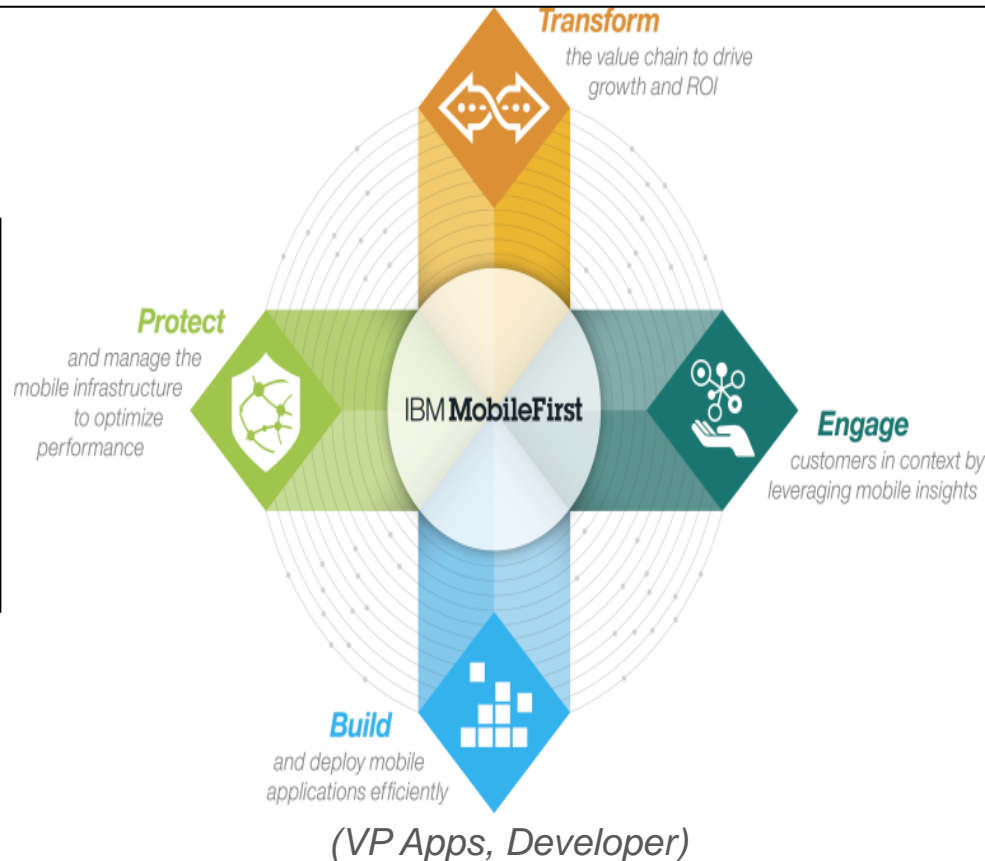 Transform
the value chain to drive
growth and ROI
Protect
and manage the
mobile infrastructure
to optimize
performance
IBM MobileFirst
Engage
customers in context by
leveraging mobile insights
Build
and deploy mobile
applications efficiently
(VP Apps, Developer)